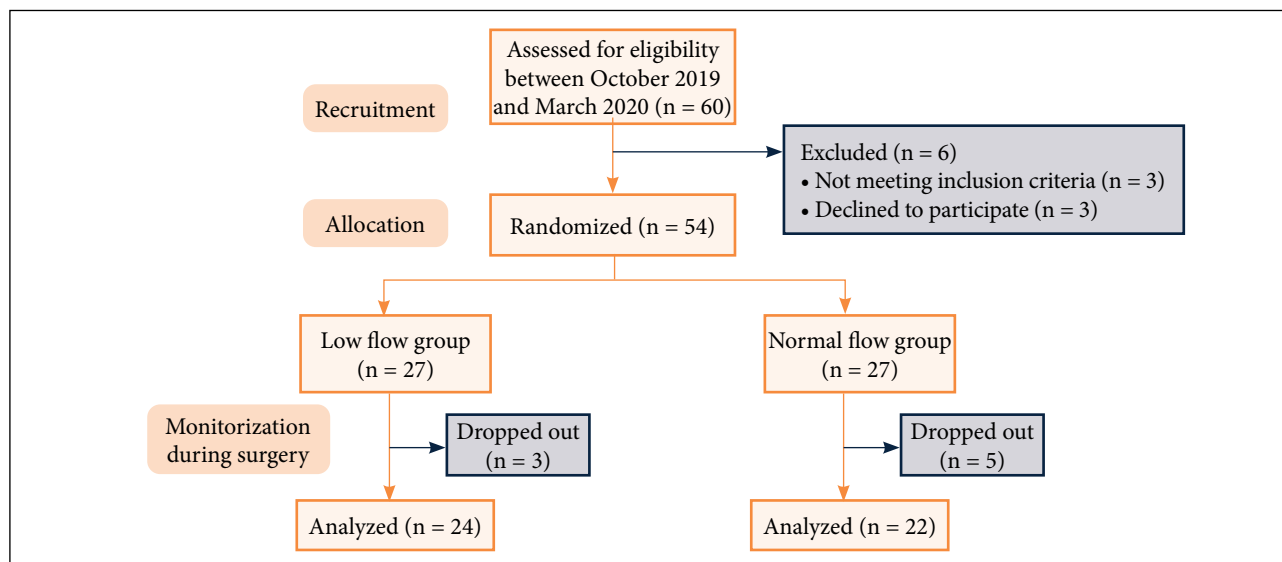 Assessed for eligibility
between October 2019
and March 2020 (n = 60)
Recruitment
Excluded (n = 6)
• Not meeting inclusion criteria (n = 3)
• Declined to participate (n = 3)
Allocation
Randomized (n = 54)
Low flow group
(n = 27)
Normal flow group
(n = 27)
Monitorization
during surgery
Dropped out
(n = 3)
Dropped out
(n = 5)
Analyzed (n = 24)
Analyzed (n = 22)